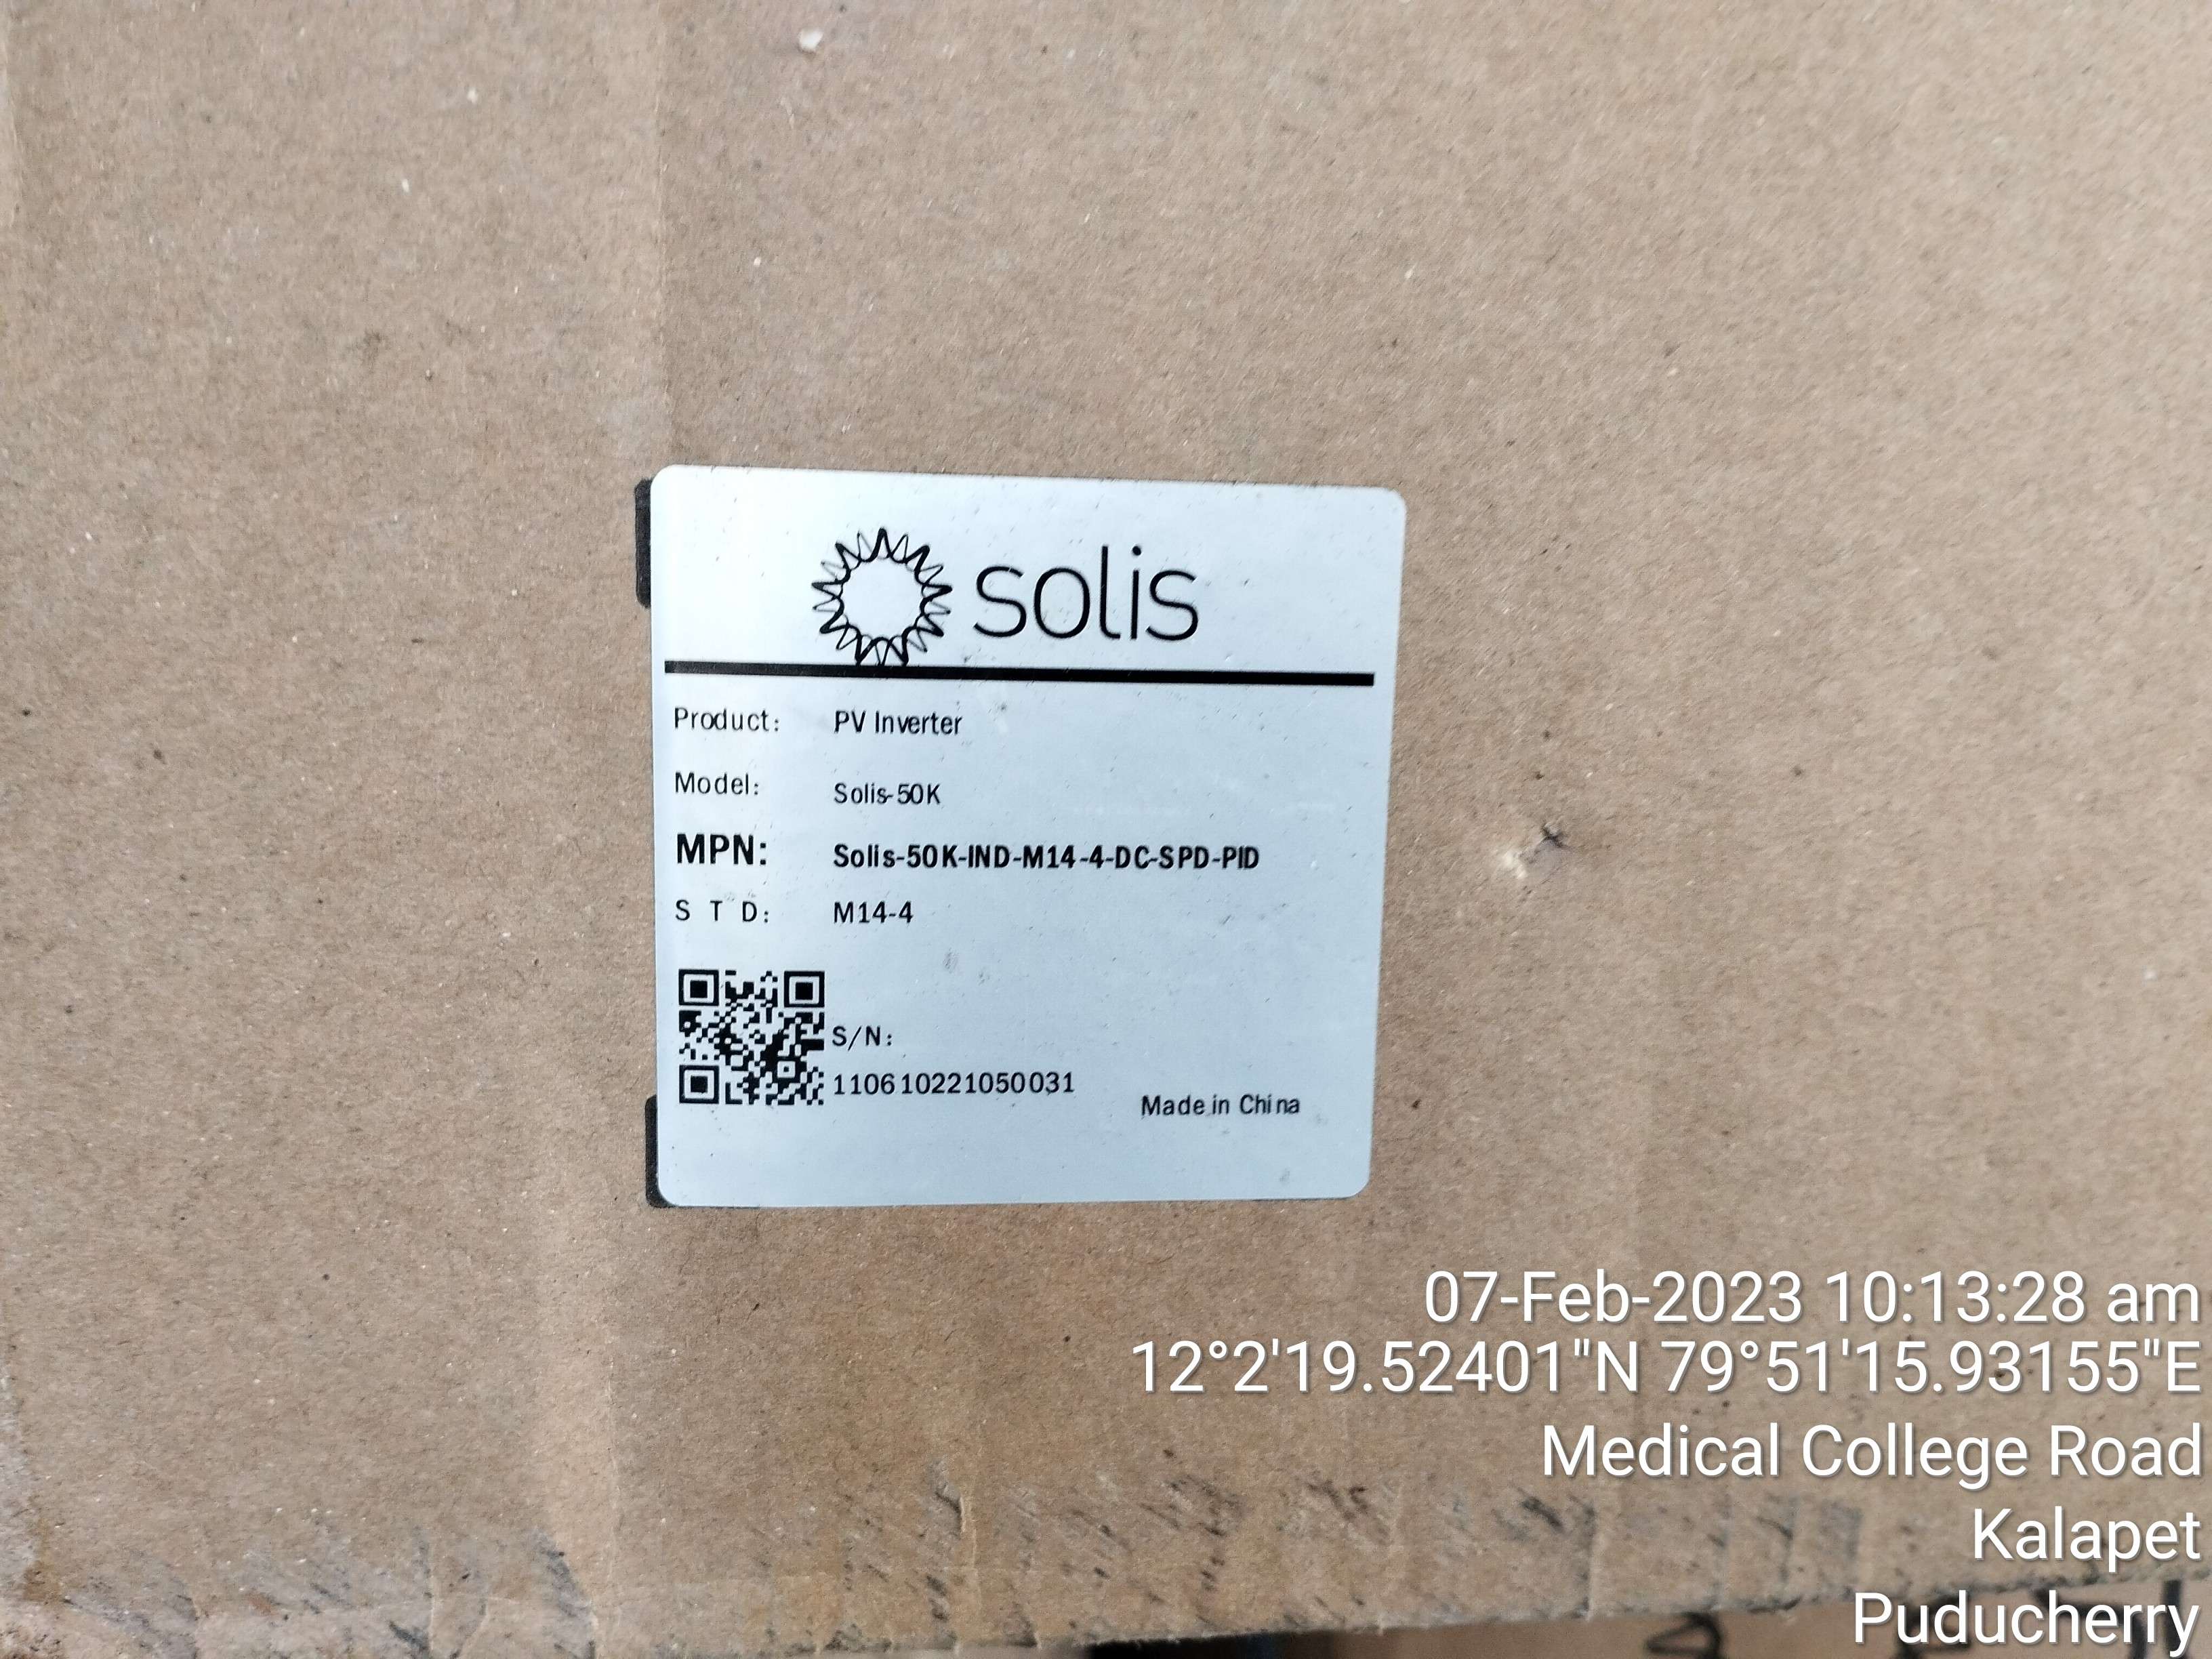 solis
Product: PV Inverter
Model: Solis-50K
MPN: Solis-50K-IND-M14-4-DC-SPD-PID
S T D: M14-4
S/N:
110610221050031
Made in China
07-Feb-2023 10:13:28 am
12°2'19.52401"N 79°51'15.93155"E
Medical College Road
Kalapet
Puducherry